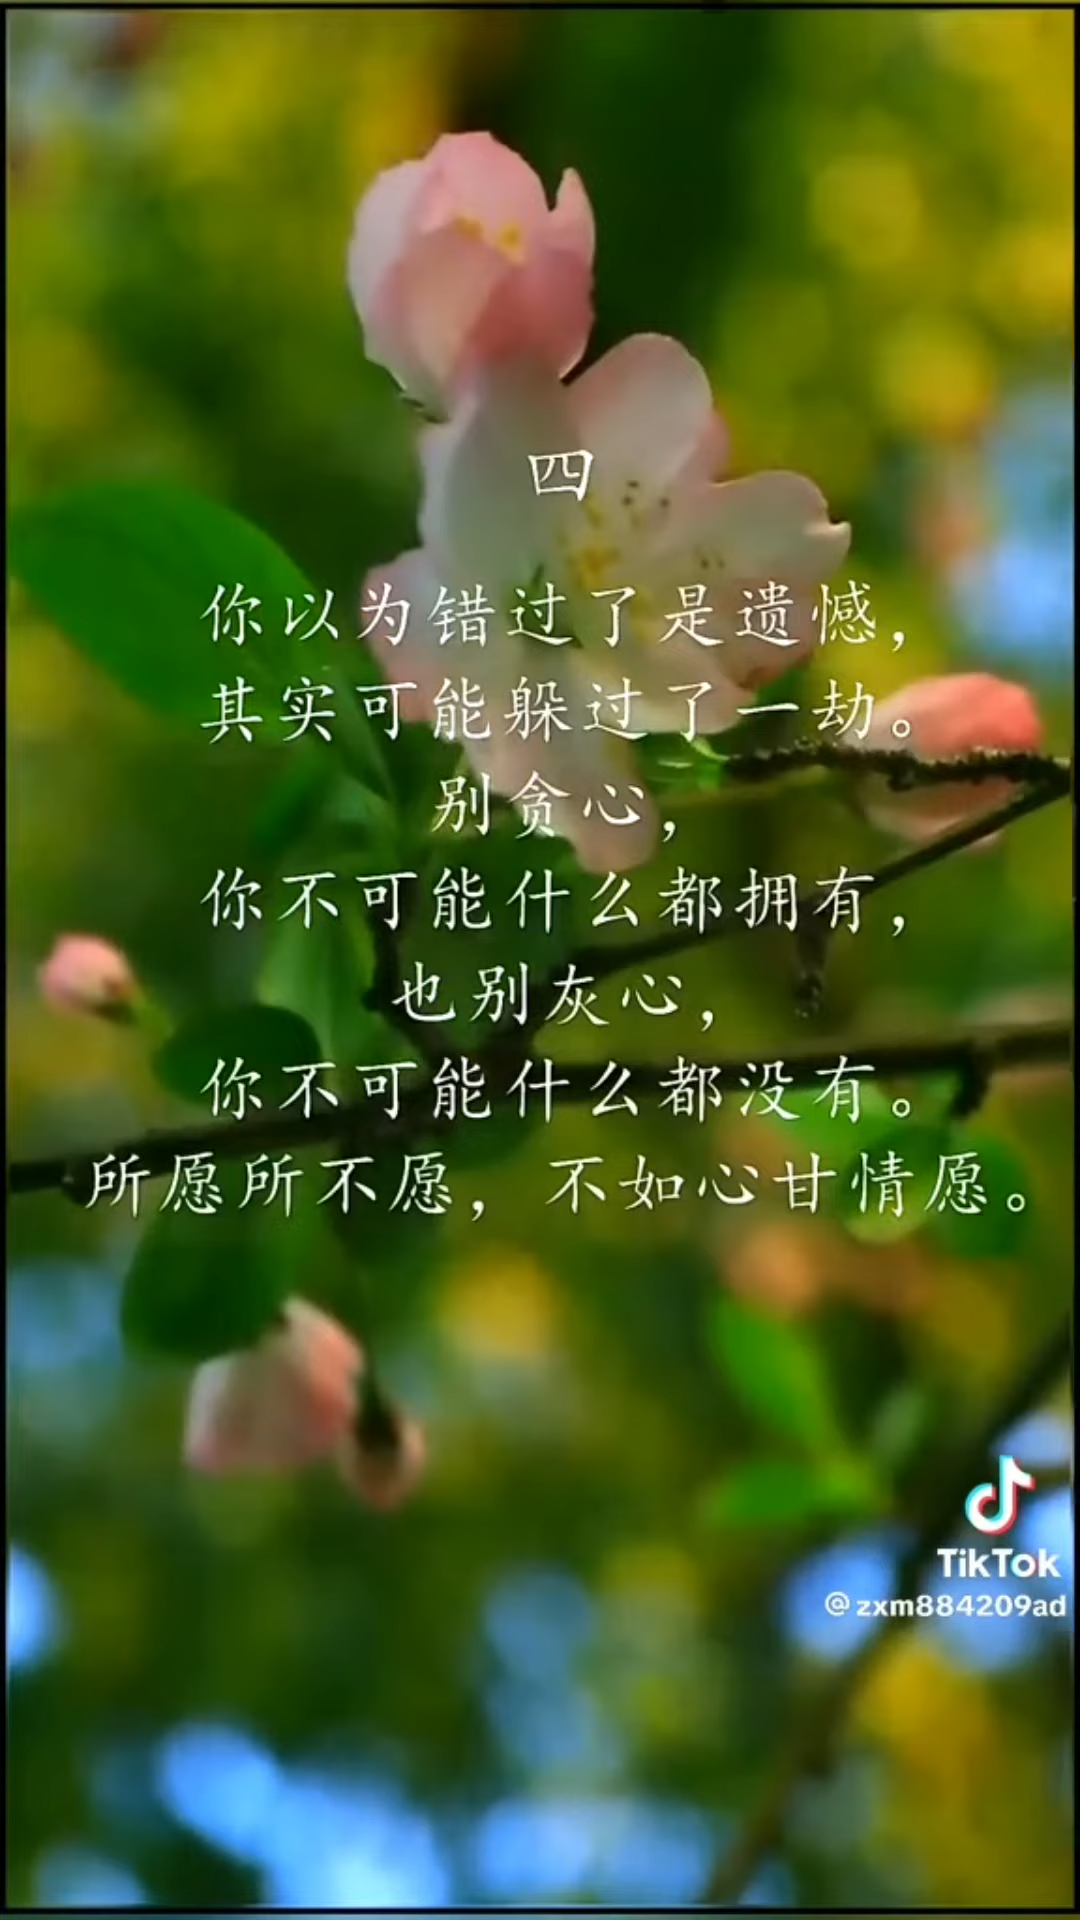 四
你以为错过了是遗憾，
其实可能躲过了一劫。
别贪心，
你不可能什么都拥有，
也别灰心，
你不可能什么都没有。
所愿所不愿，不如心甘情愿。
TikTok
@zxm884209ad